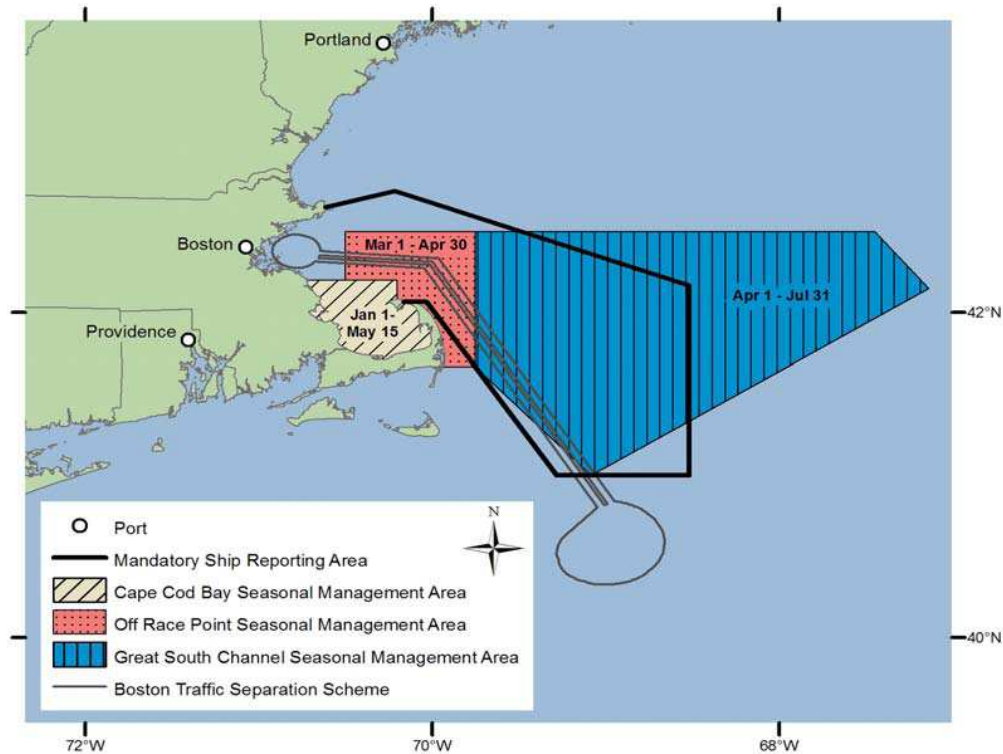 Portland
Boston
Mar 1 - Apr 30
Apr 1 - Jul 31
42°N
Jan 1-
May 15
Providence
N
Port
Mandatory Ship Reporting Area
Cape Cod Bay Seasonal Management Area
Off Race Point Seasonal Management Area
Great South Channel Seasonal Management Area
Boston Traffic Separation Scheme
40°N
72°W
70°W
68°W